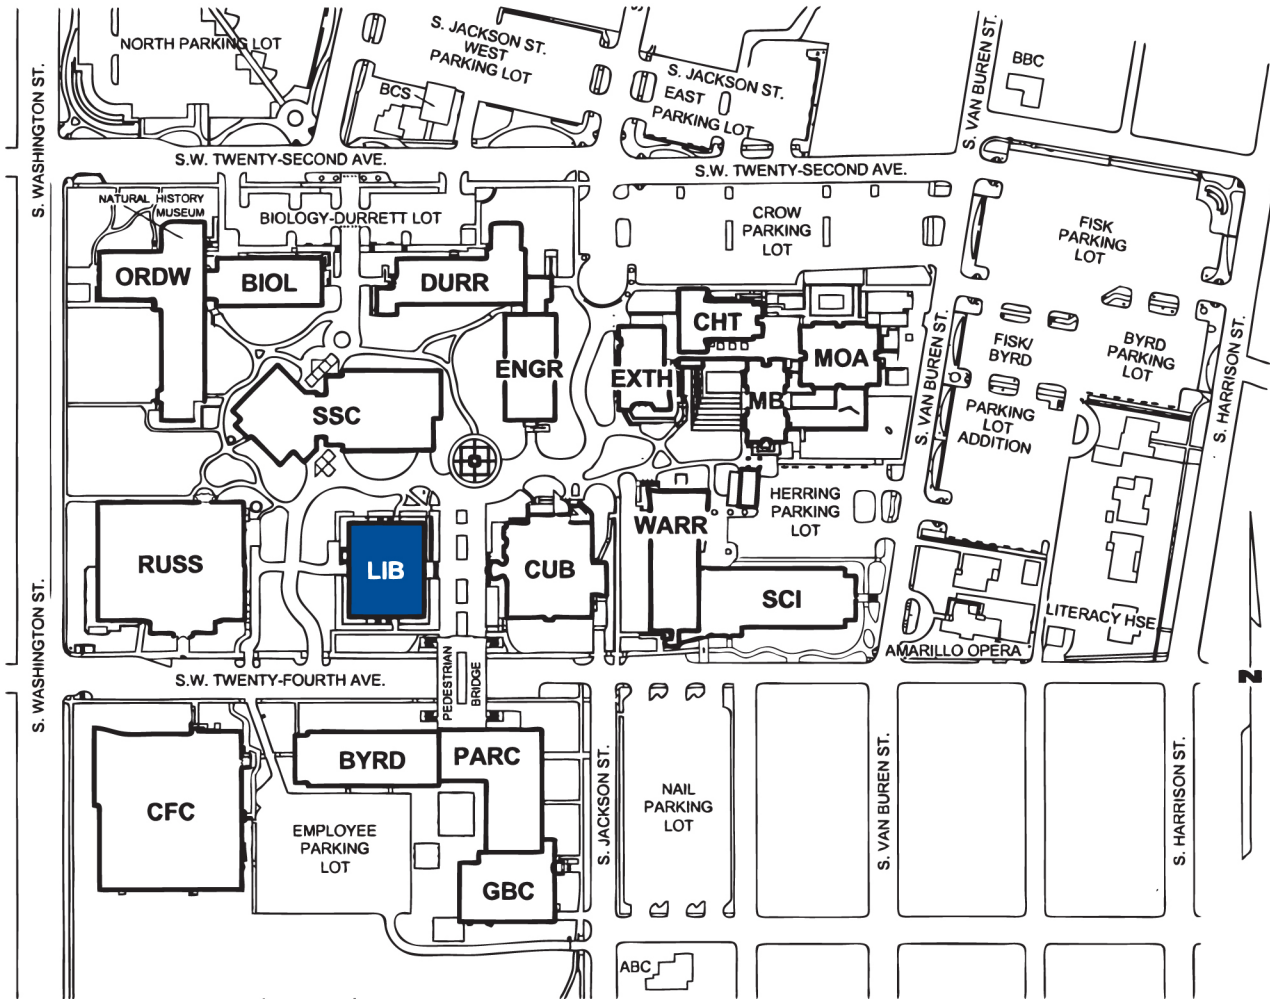 NORTH PARKING LOT
S. JACKSON ST.
WEST
PARKING LOT
BCS
S. JACKSON ST.
EAST
PARKING LOT
S. VAN BUREN ST.
BBC
S. WASHINGTON ST.
S.W. TWENTY-SECOND AVE.
S.W. TWENTY-SECOND AVE.
NATURAL HISTORY
MUSEUM
BIOLOGY-DURRETT LOT
CROW
PARKING
LOT
FISK
PARKING
LOT
ORDW
BIOL
DURR
CHT
MOA
ENGR
EXTH
MB
SSC
S. VAN BUREN ST.
FISK/
BYRD
PARKING
LOT
ADDITION
BYRD
PARKING
LOT
S. HARRISON ST.
RUSS
LIB
CUB
WARR
HERRING
PARKING
LOT
SCI
LITERACY HSE
AMARILLO OPERA
S. WASHINGTON ST.
S.W. TWENTY-FOURTH AVE.
PEDESTRIAN
BRIDGE
N
CFC
BYRD
PARC
EMPLOYEE
PARKING
LOT
GBC
S. JACKSON ST.
NAIL
PARKING
LOT
S. VAN BUREN ST.
S. HARRISON ST.
ABC